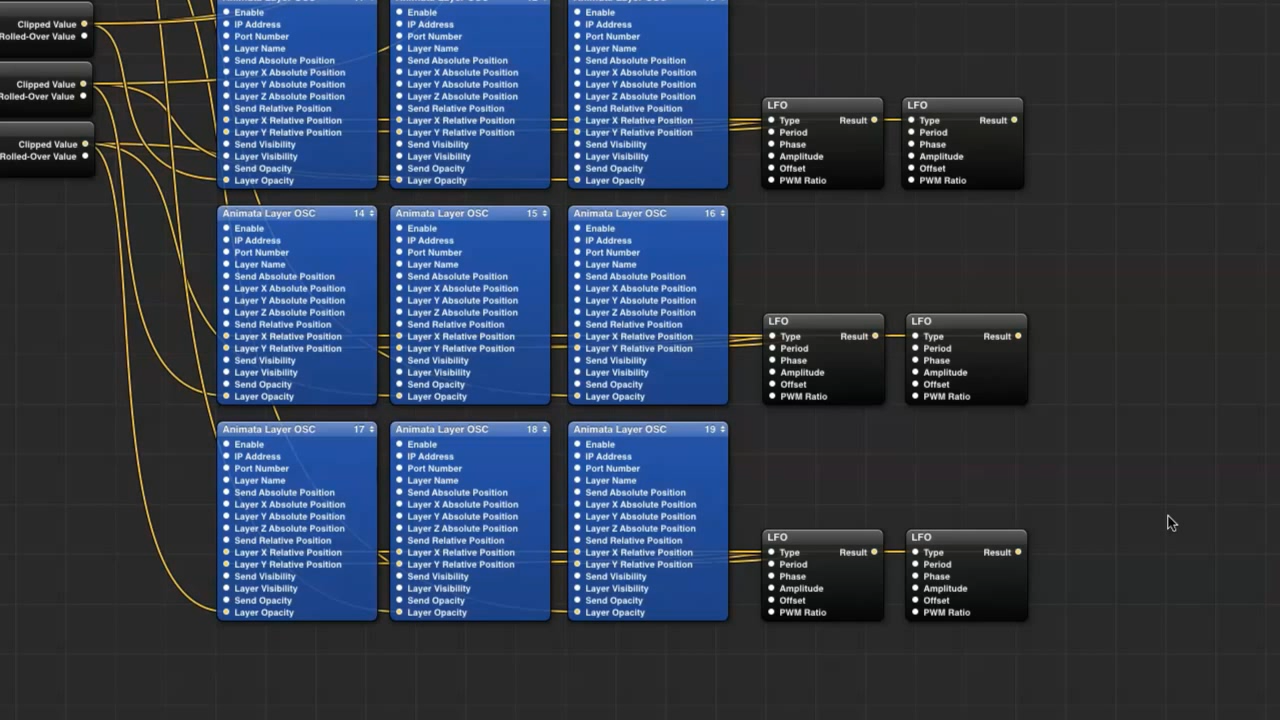 Clipped Value
Rolled-Over Value
Clipped Value
Rolled-Over Value
Clipped Value
Rolled-Over Value
Animata Layer OSC
Enable
IP Address
Port Number
Layer Name
Send Absolute Position
Layer X Absolute Position
Layer Y Absolute Position
Layer Z Absolute Position
Send Relative Position
Layer X Relative Position
Layer Y Relative Position
Send Visibility
Layer Visibility
Send Opacity
Layer Opacity
Animata Layer OSC
Enable
IP Address
Port Number
Layer Name
Send Absolute Position
Layer X Absolute Position
Layer Y Absolute Position
Layer Z Absolute Position
Send Relative Position
Layer X Relative Position
Layer Y Relative Position
Send Visibility
Layer Visibility
Send Opacity
Layer Opacity
Animata Layer OSC
Enable
IP Address
Port Number
Layer Name
Send Absolute Position
Layer X Absolute Position
Layer Y Absolute Position
Layer Z Absolute Position
Send Relative Position
Layer X Relative Position
Layer Y Relative Position
Send Visibility
Layer Visibility
Send Opacity
Layer Opacity
LFO
Type Result
Period
Phase
Amplitude
Offset
PWM Ratio
LFO
Type Result
Period
Phase
Amplitude
Offset
PWM Ratio
Animata Layer OSC 14
Enable
IP Address
Port Number
Layer Name
Send Absolute Position
Layer X Absolute Position
Layer Y Absolute Position
Layer Z Absolute Position
Send Relative Position
Layer X Relative Position
Layer Y Relative Position
Send Visibility
Layer Visibility
Send Opacity
Layer Opacity
Animata Layer OSC 15
Enable
IP Address
Port Number
Layer Name
Send Absolute Position
Layer X Absolute Position
Layer Y Absolute Position
Layer Z Absolute Position
Send Relative Position
Layer X Relative Position
Layer Y Relative Position
Send Visibility
Layer Visibility
Send Opacity
Layer Opacity
Animata Layer OSC 16
Enable
IP Address
Port Number
Layer Name
Send Absolute Position
Layer X Absolute Position
Layer Y Absolute Position
Layer Z Absolute Position
Send Relative Position
Layer X Relative Position
Layer Y Relative Position
Send Visibility
Layer Visibility
Send Opacity
Layer Opacity
LFO
Type Result
Period
Phase
Amplitude
Offset
PWM Ratio
LFO
Type Result
Period
Phase
Amplitude
Offset
PWM Ratio
Animata Layer OSC 17
Enable
IP Address
Port Number
Layer Name
Send Absolute Position
Layer X Absolute Position
Layer Y Absolute Position
Layer Z Absolute Position
Send Relative Position
Layer X Relative Position
Layer Y Relative Position
Send Visibility
Layer Visibility
Send Opacity
Layer Opacity
Animata Layer OSC 18
Enable
IP Address
Port Number
Layer Name
Send Absolute Position
Layer X Absolute Position
Layer Y Absolute Position
Layer Z Absolute Position
Send Relative Position
Layer X Relative Position
Layer Y Relative Position
Send Visibility
Layer Visibility
Send Opacity
Layer Opacity
Animata Layer OSC 19
Enable
IP Address
Port Number
Layer Name
Send Absolute Position
Layer X Absolute Position
Layer Y Absolute Position
Layer Z Absolute Position
Send Relative Position
Layer X Relative Position
Layer Y Relative Position
Send Visibility
Layer Visibility
Send Opacity
Layer Opacity
LFO
Type Result
Period
Phase
Amplitude
Offset
PWM Ratio
LFO
Type Result
Period
Phase
Amplitude
Offset
PWM Ratio